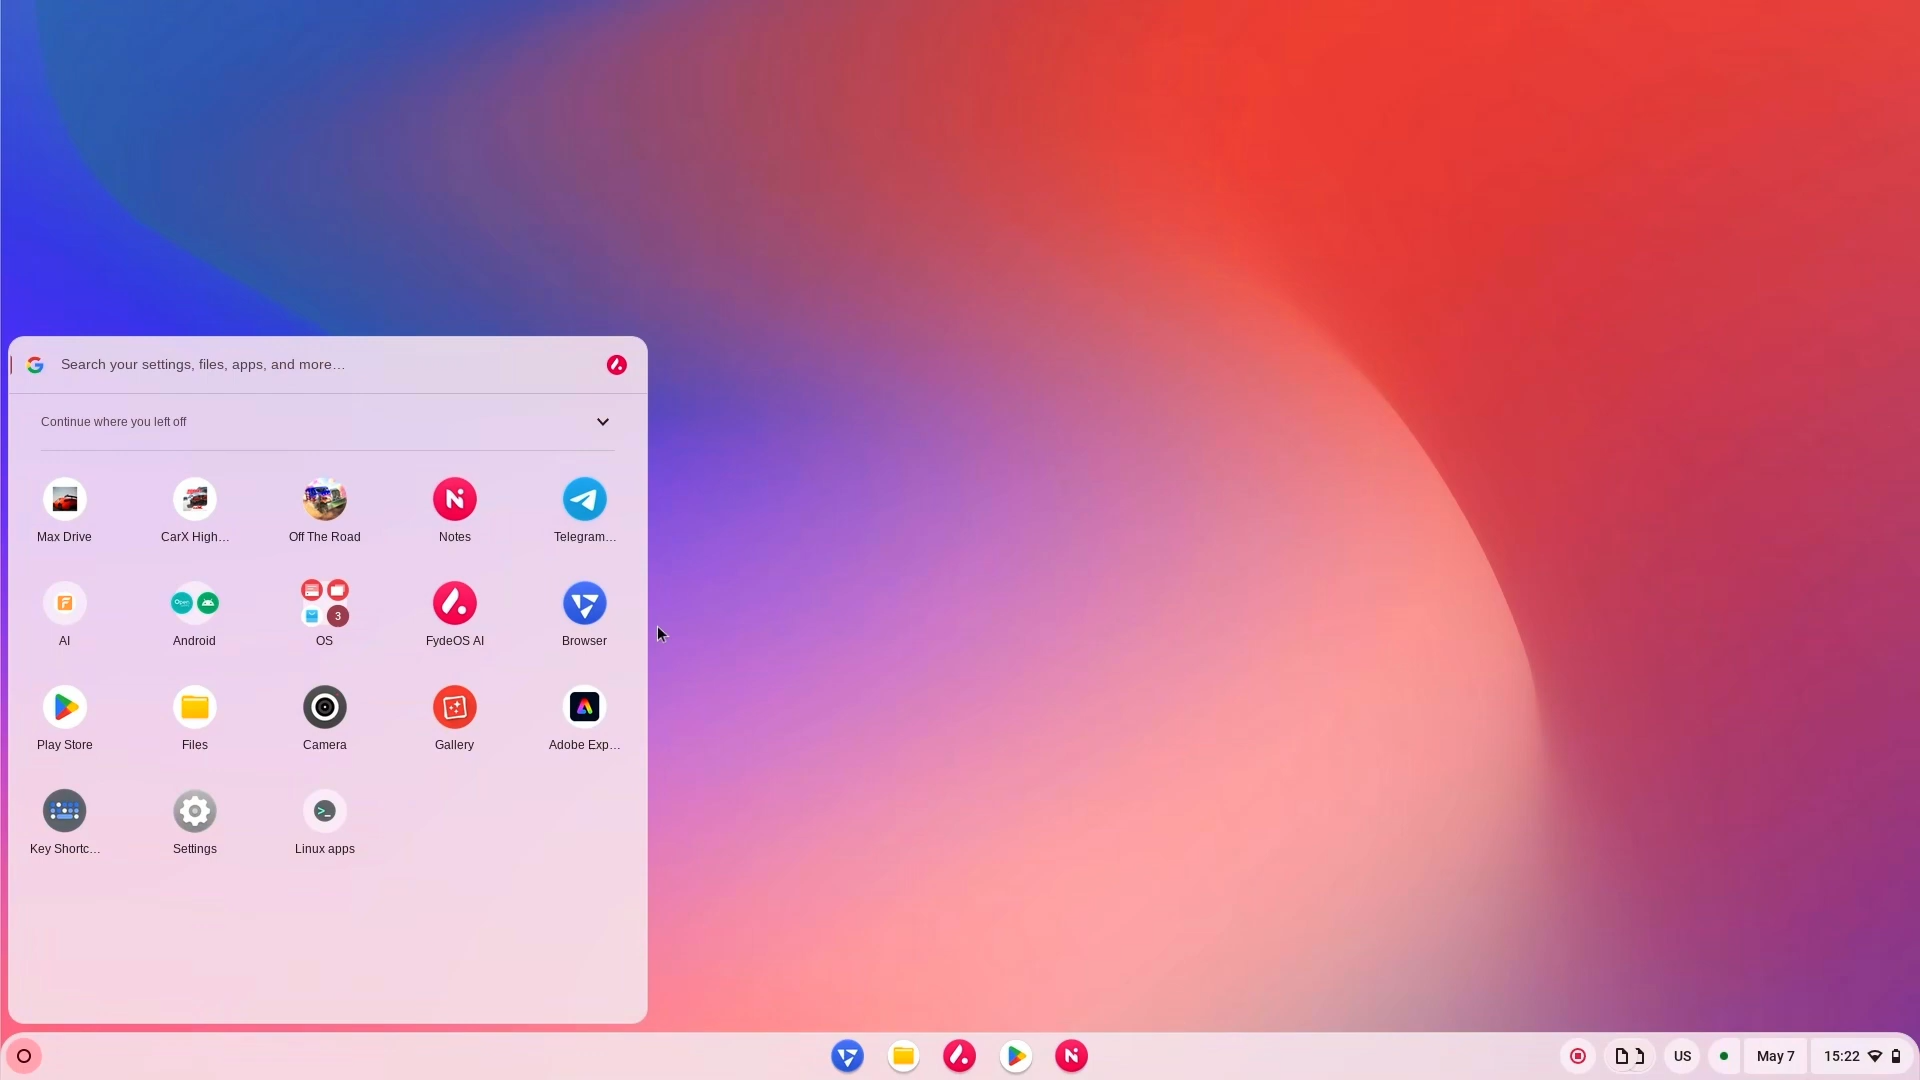 Search your settings, files, apps, and more…
Continue where you left off
Max Drive
CarX High…
Off The Road
Notes
Telegram…
AI
Android
3
OS
FydeOS AI
Browser
Play Store
Files
Camera
Gallery
Adobe Exp…
Key Shortc…
Settings
>_
Linux apps
US
May 7
15:22